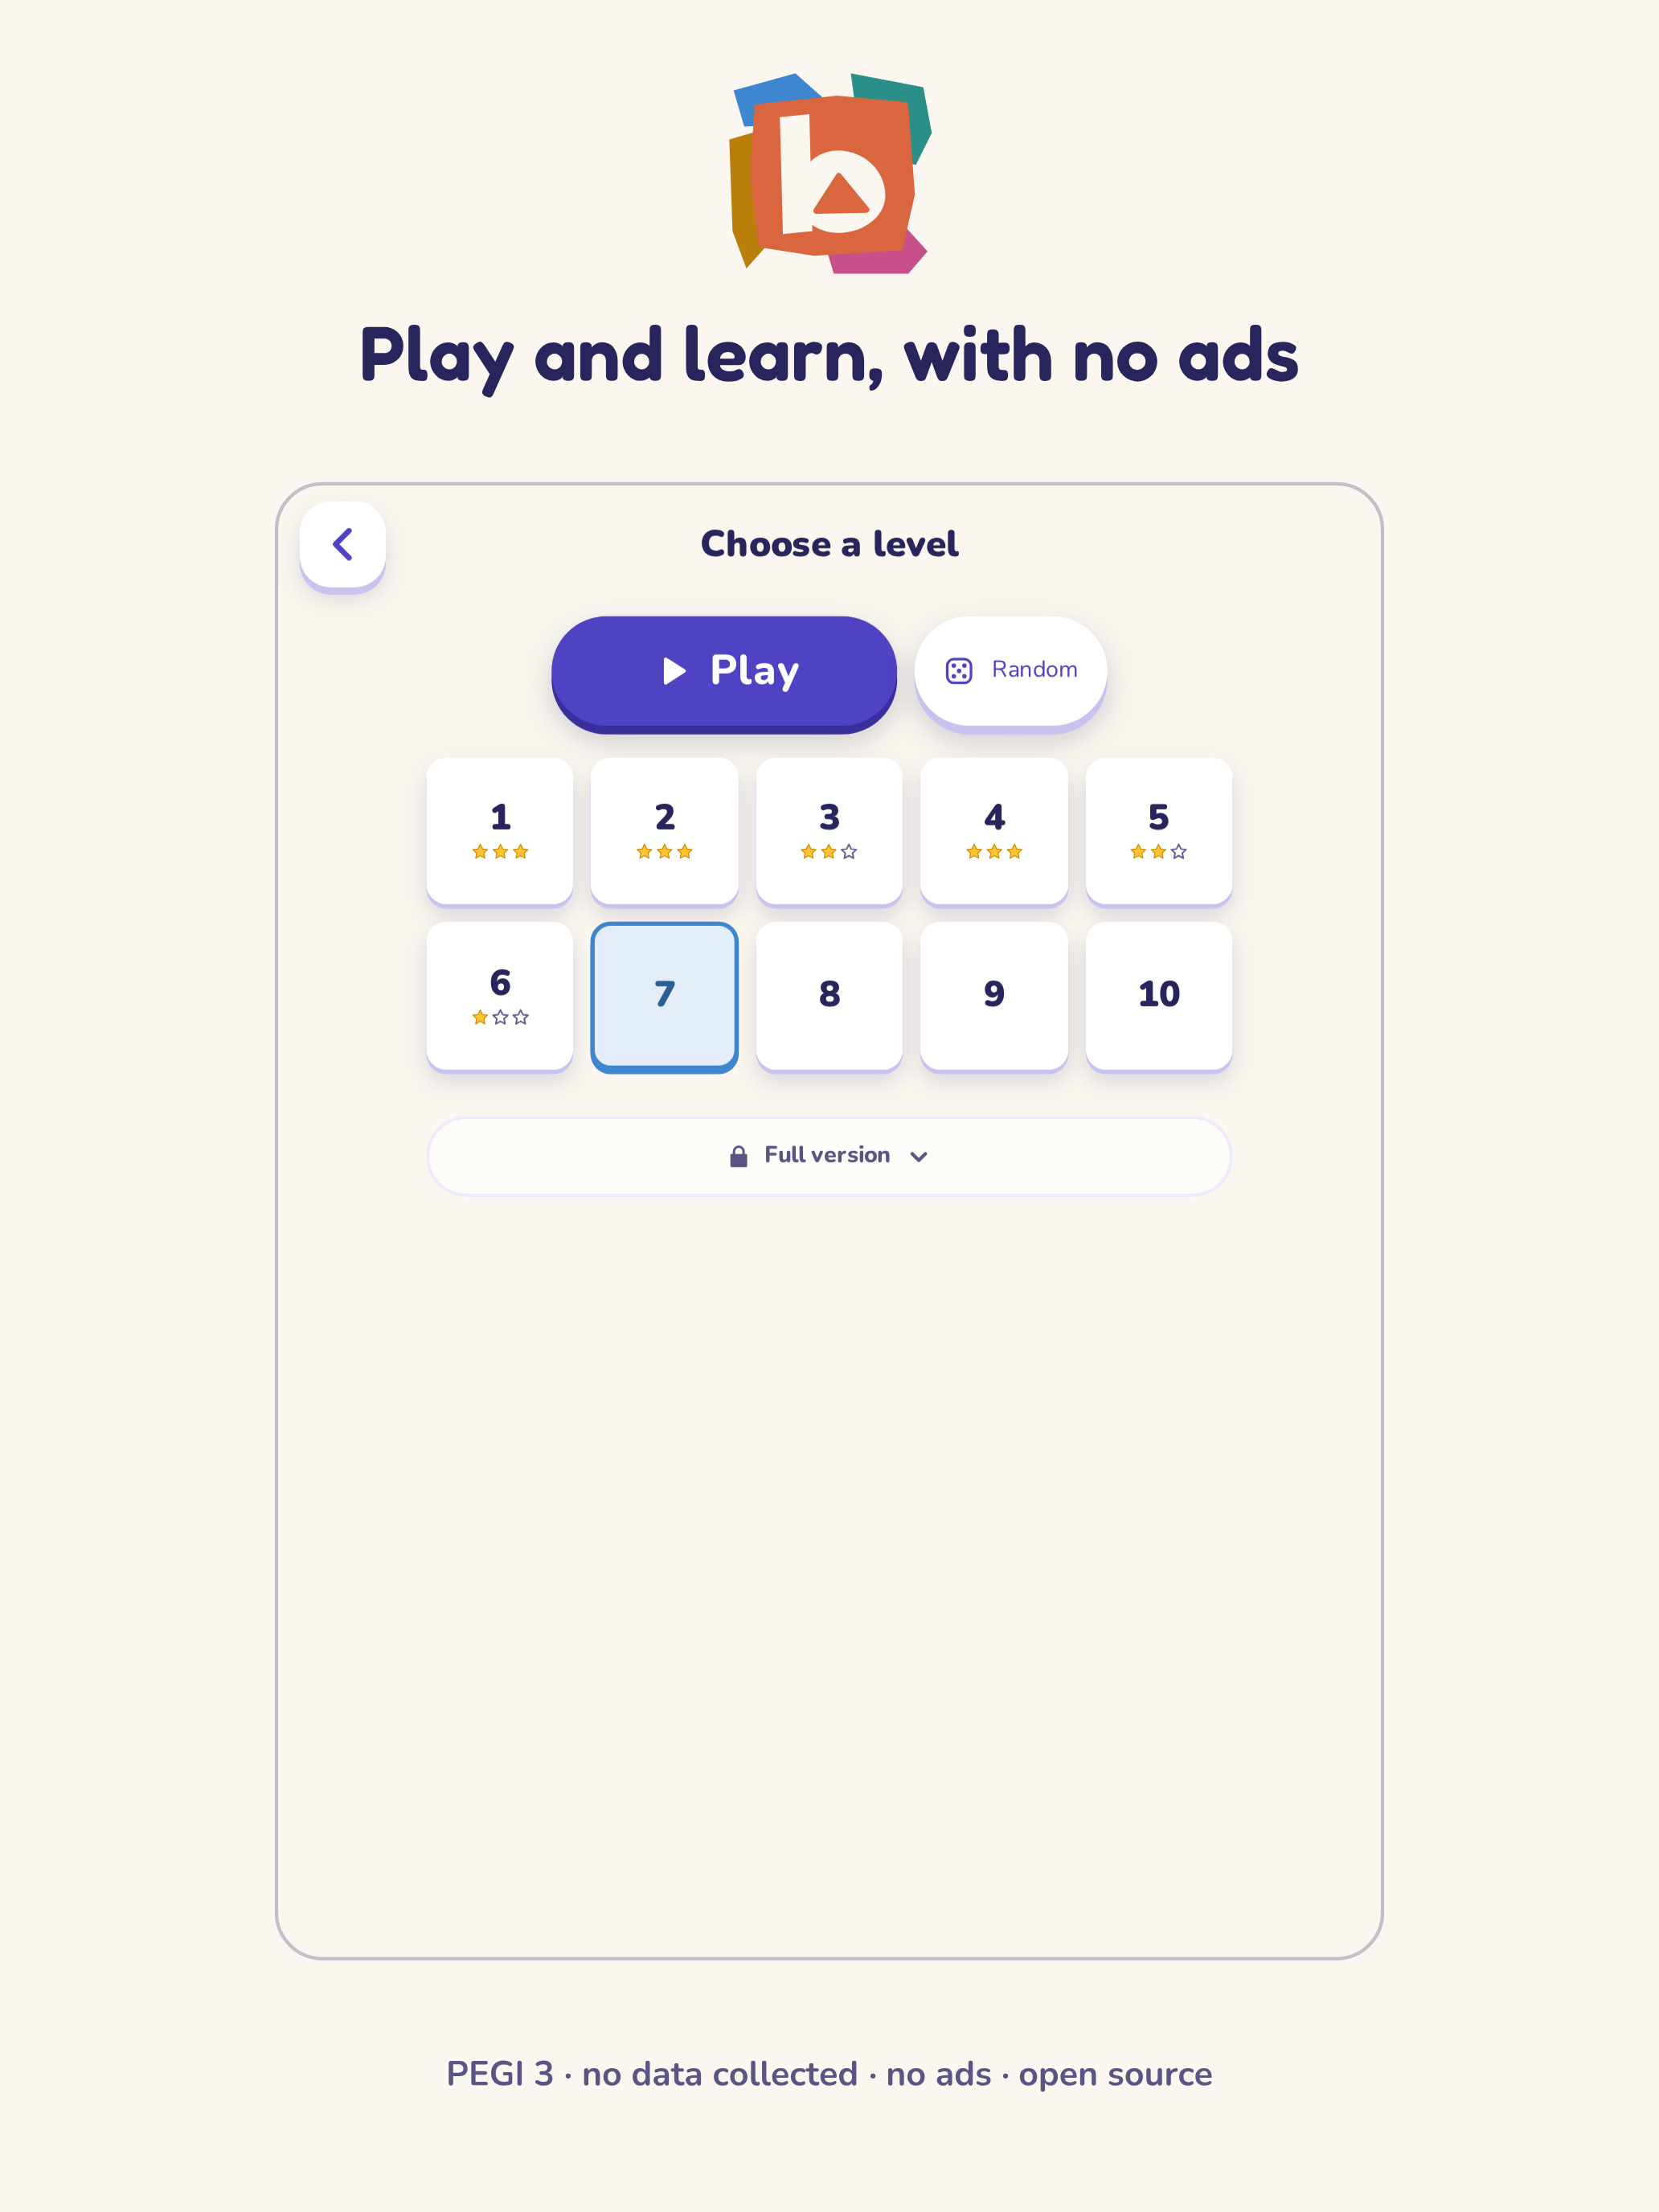 b
Play and learn, with no ads
Choose a level
Play
Random
1
2
3
4
5
6
7
8
9
10
Full version
PEGI 3 · no data collected · no ads · open source